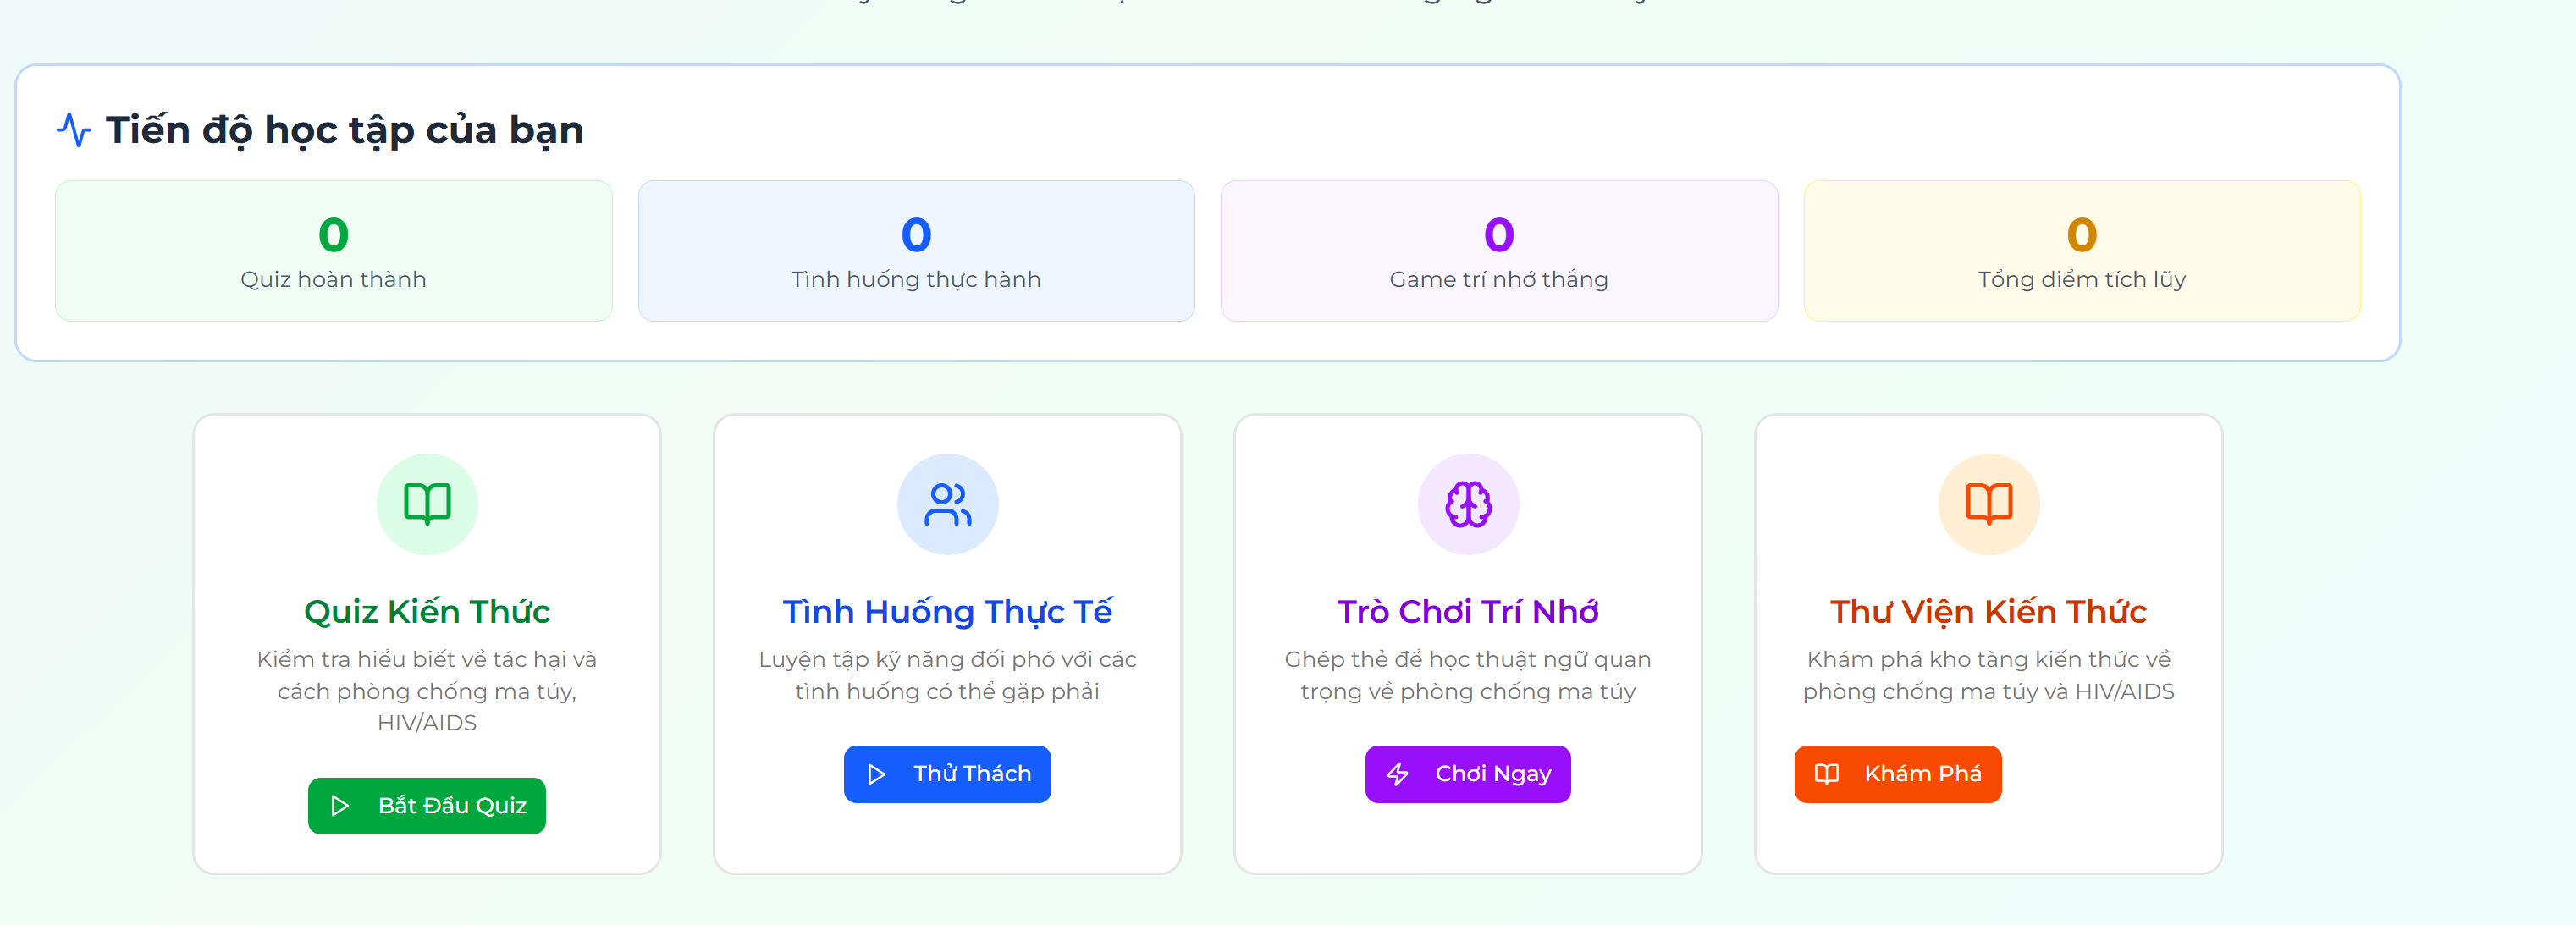 Tiến độ học tập của bạn
0
Quiz hoàn thành
0
Tình huống thực hành
0
Game trí nhớ thắng
0
Tổng điểm tích lũy
Quiz Kiến Thức
Kiểm tra hiểu biết về tác hại và
cách phòng chống ma túy,
HIV/AIDS
Bắt Đầu Quiz
Tình Huống Thực Tế
Luyện tập kỹ năng đối phó với các
tình huống có thể gặp phải
Thử Thách
Trò Chơi Trí Nhớ
Ghép thẻ để học thuật ngữ quan
trọng về phòng chống ma túy
Chơi Ngay
Thư Viện Kiến Thức
Khám phá kho tàng kiến thức về
phòng chống ma túy và HIV/AIDS
Khám Phá